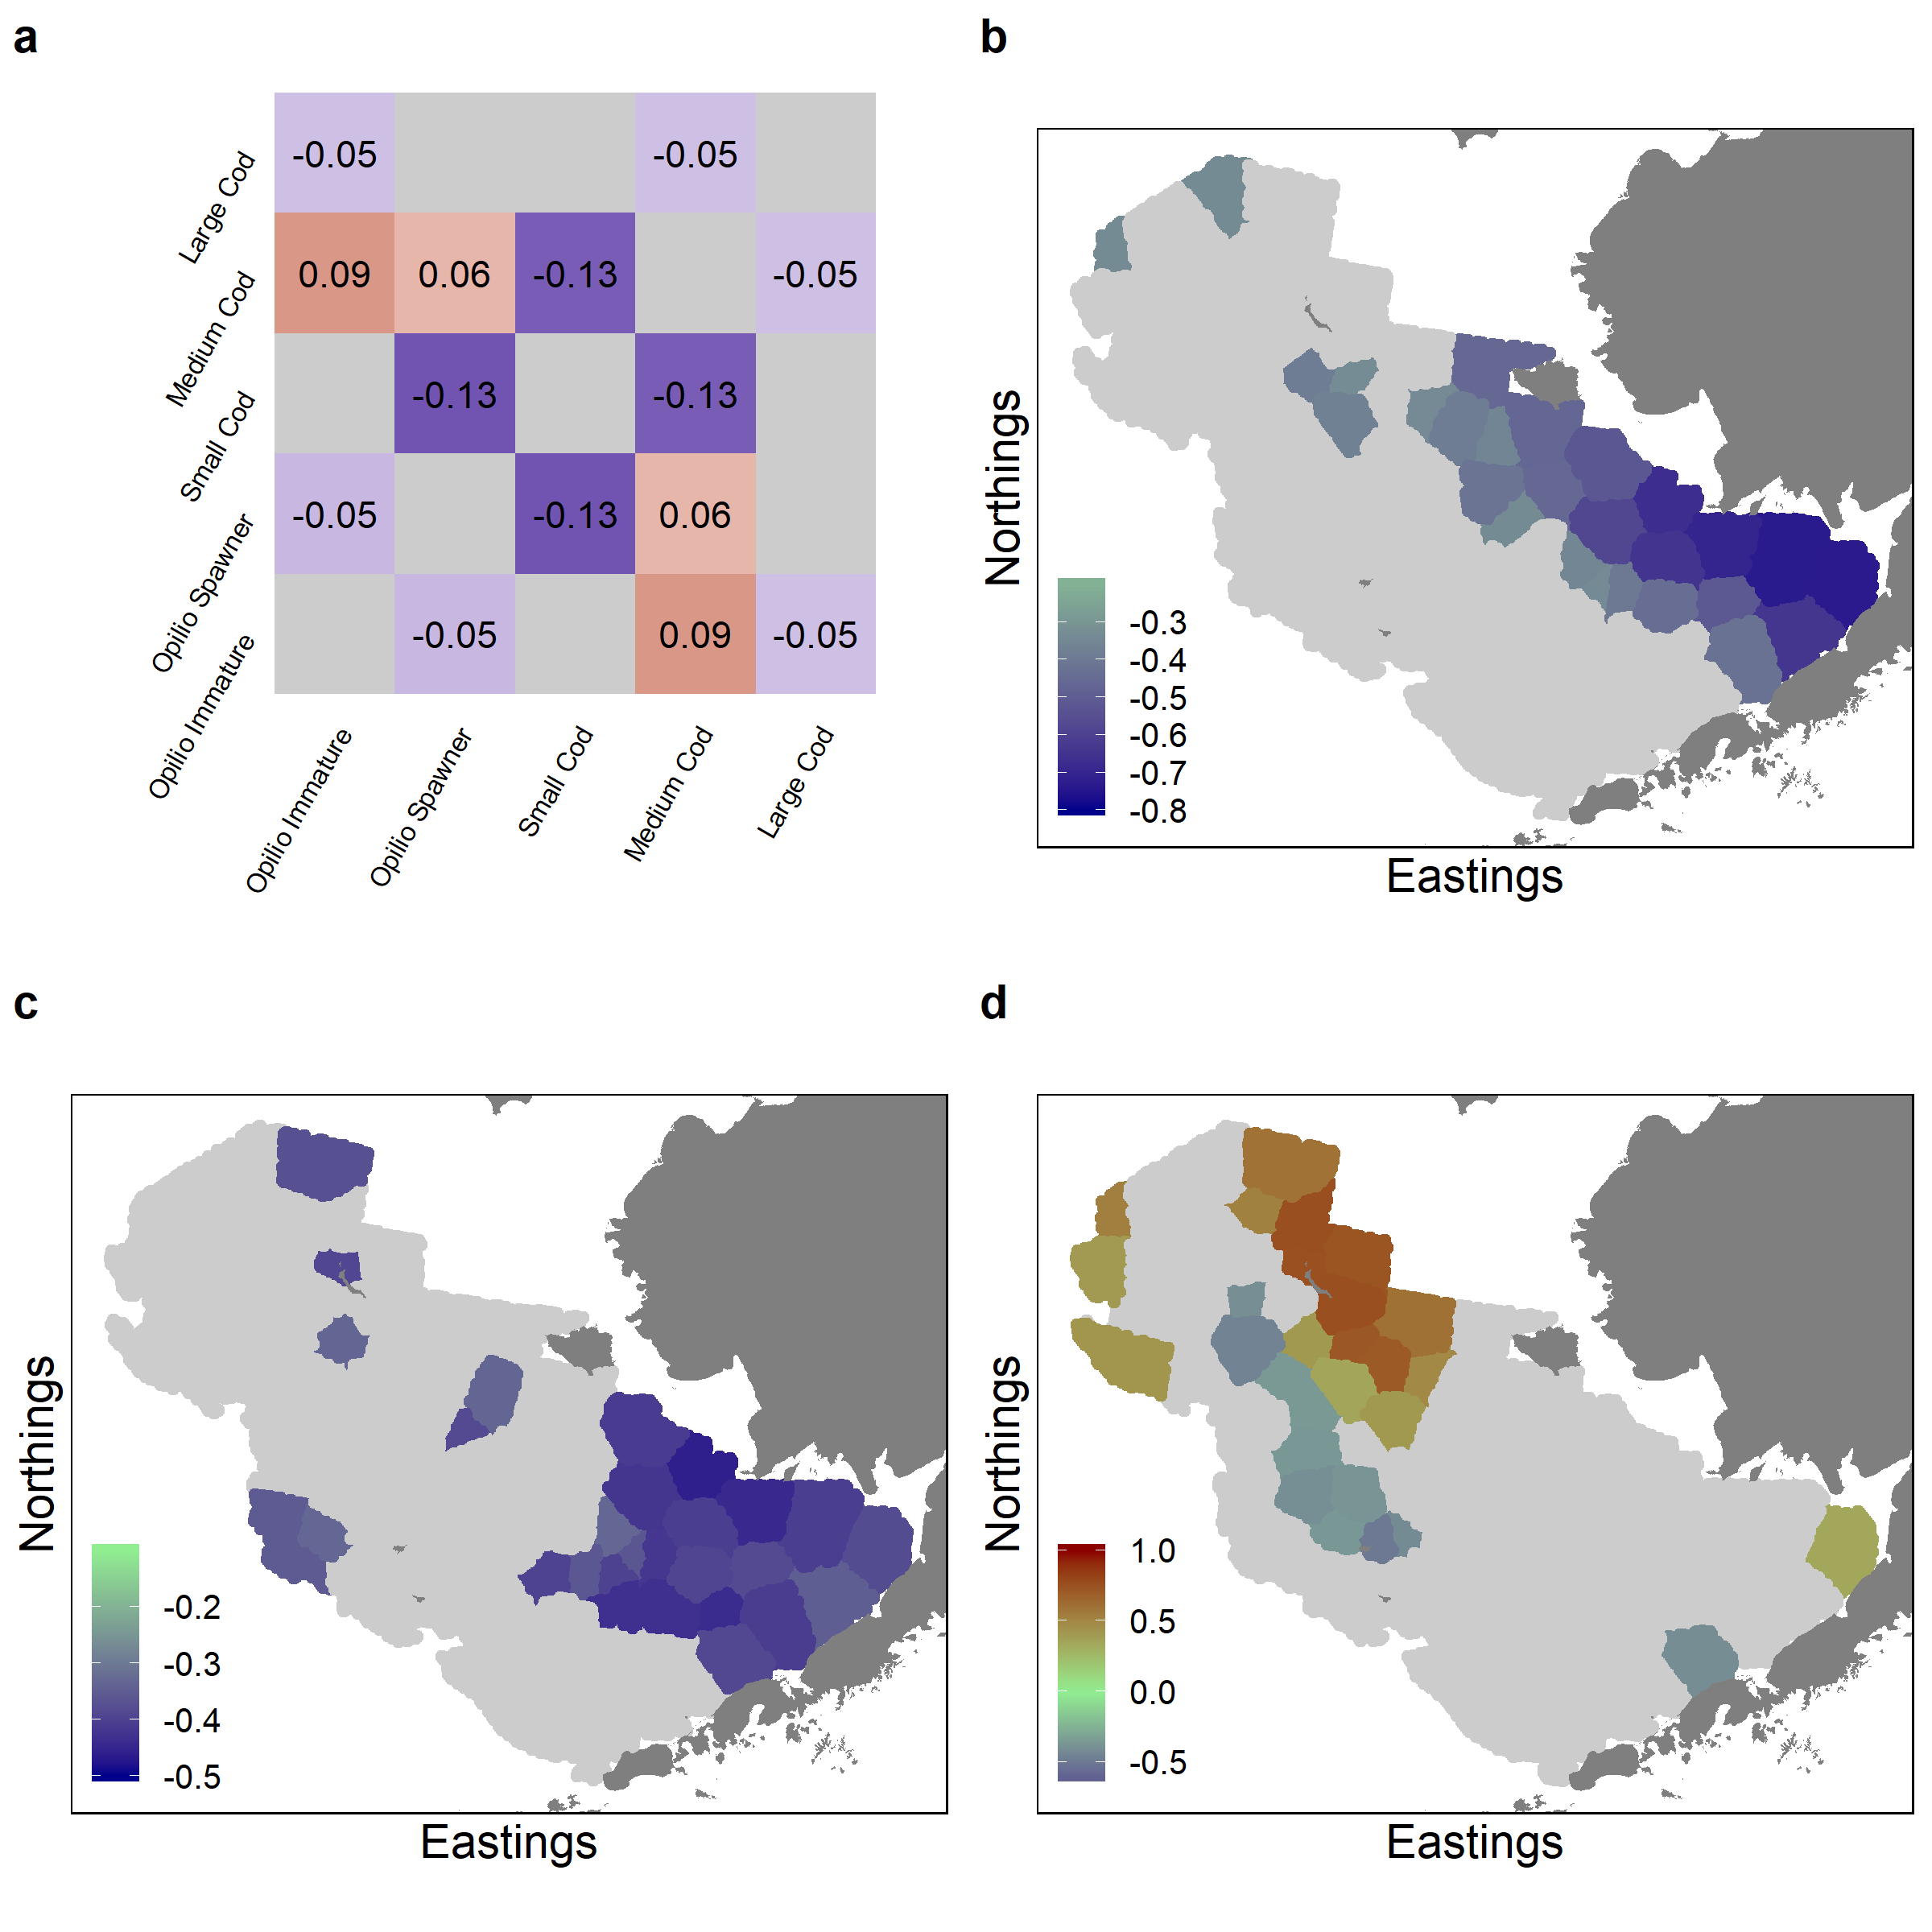 a
Large Cod
-0.05 -0.05
Medium Cod
0.09 0.06 -0.13 -0.05
Small Cod
-0.13 -0.13
Opilio Spawner
-0.05 -0.13 0.06
Opilio Immature
-0.05 0.09 -0.05
Opilio Immature
Opilio Spawner
Small Cod
Medium Cod
Large Cod
b
Northings
-0.3
-0.4
-0.5
-0.6
-0.7
-0.8
Eastings
c
Northings
-0.2
-0.3
-0.4
-0.5
Eastings
d
Northings
1.0
0.5
0.0
-0.5
Eastings